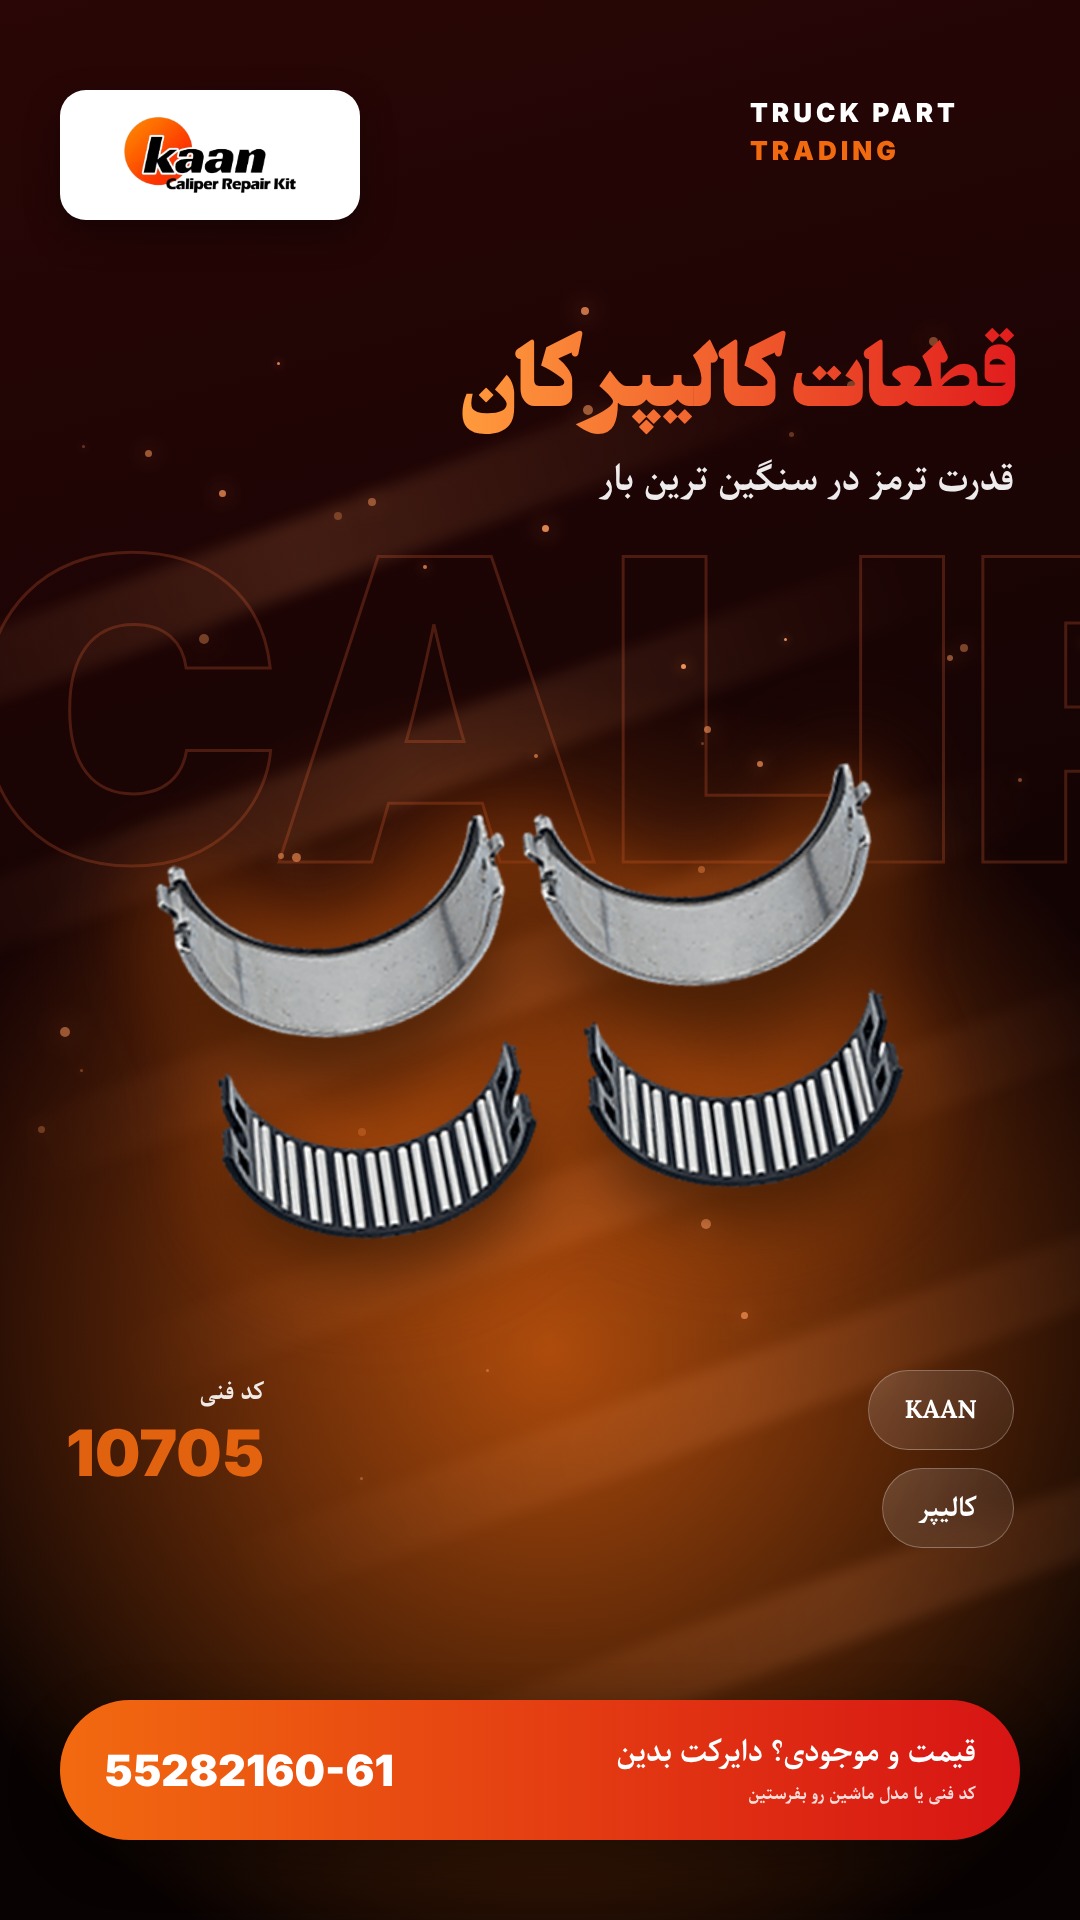 kaan
Caliper Repair Kit
TRUCK PART
TRADING
قطعات کالیپر کان
قدرت ترمز در سنگین ترین بار
CALIP
کد فنی
10705
KAAN
کالیپر
قیمت و موجودی؟ دایرکت بدین
کد فنی یا مدل ماشین رو بفرستین
55282160-61